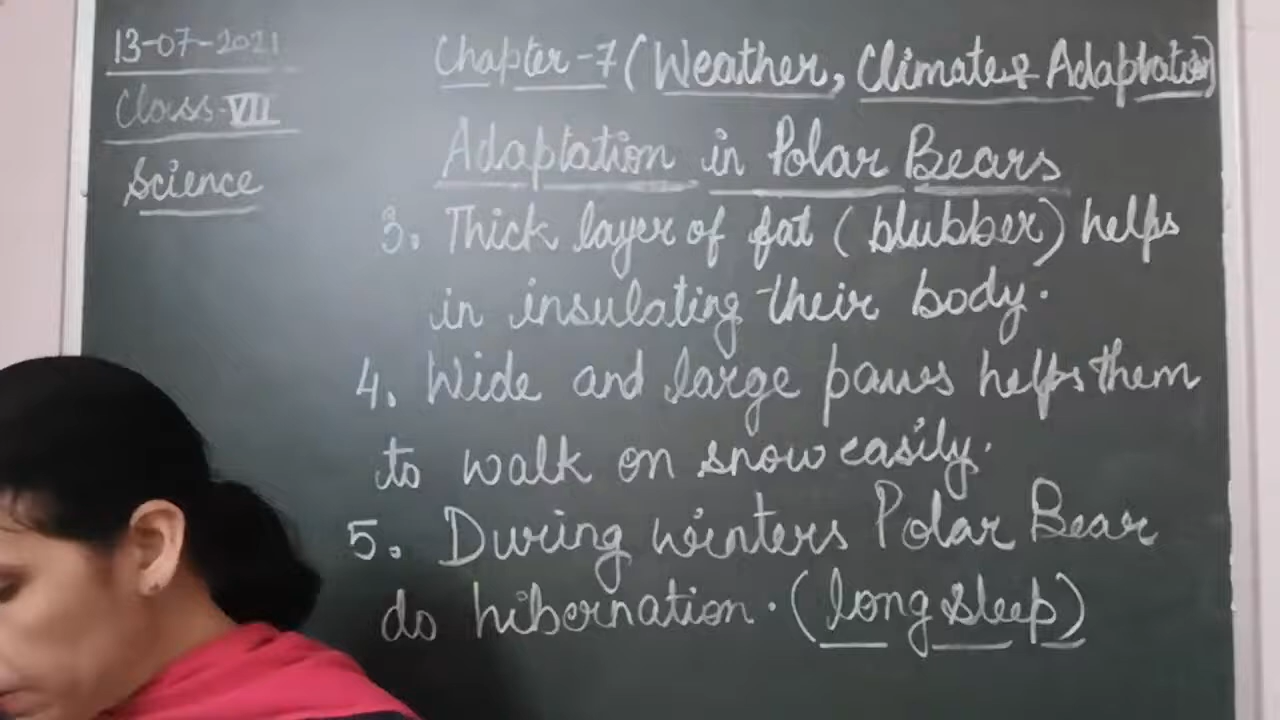 13-07-2021
Class-VII
Science
Chapter-7 (Weather, Climate & Adaptation)
Adaptation in Polar Bears
3. Thick layer of fat (blubber) helps
in insulating their body.
4. Wide and large paws helps them
to walk on snow easily.
5. During winters Polar Bear
do hibernation. (long sleep)